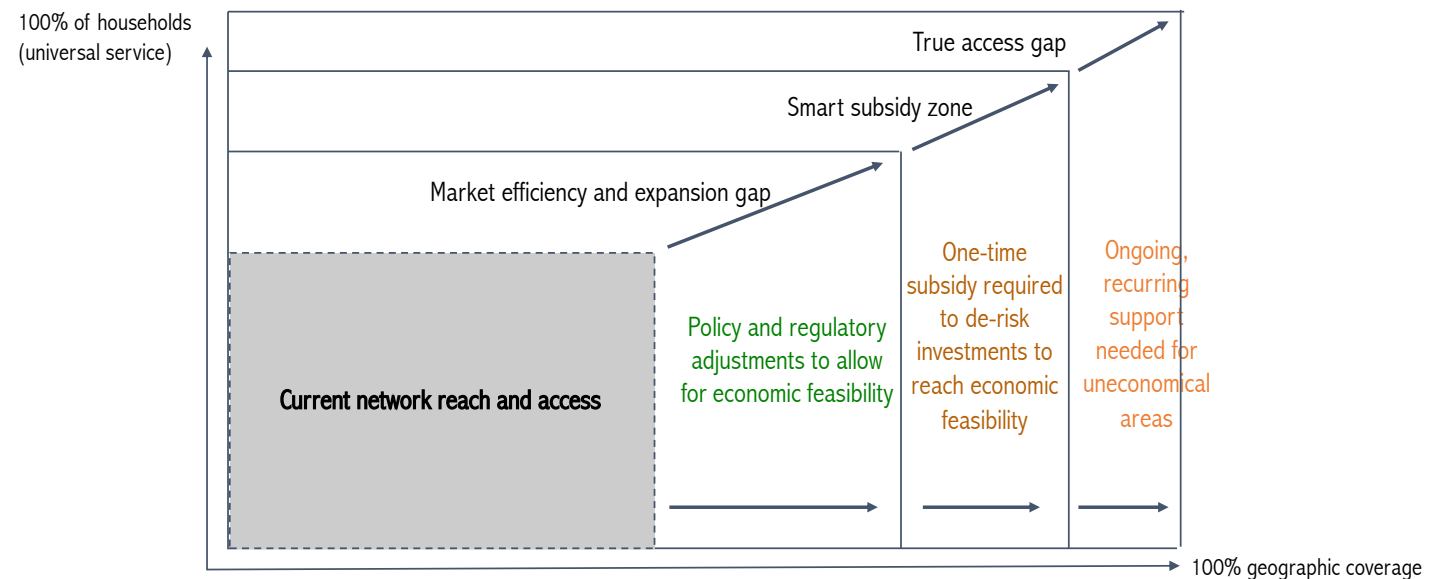 100% of households
(universal service)
True access gap
Smart subsidy zone
Market efficiency and expansion gap
Current network reach and access
Policy and regulatory
adjustments to allow
for economic feasibility
One-time
subsidy required
to de-risk
investments to
reach economic
feasibility
Ongoing,
recurring
support
needed for
uneconomical
areas
100% geographic coverage